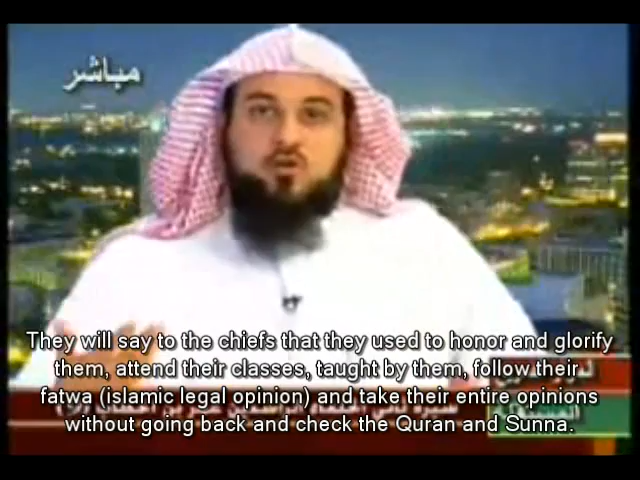 مباشر
They will say to the chiefs that they used to honor and glorify
them, attend their classes, taught by them, follow their
fatwa (islamic legal opinion) and take their entire opinions
without going back and check the Quran and Sunna.